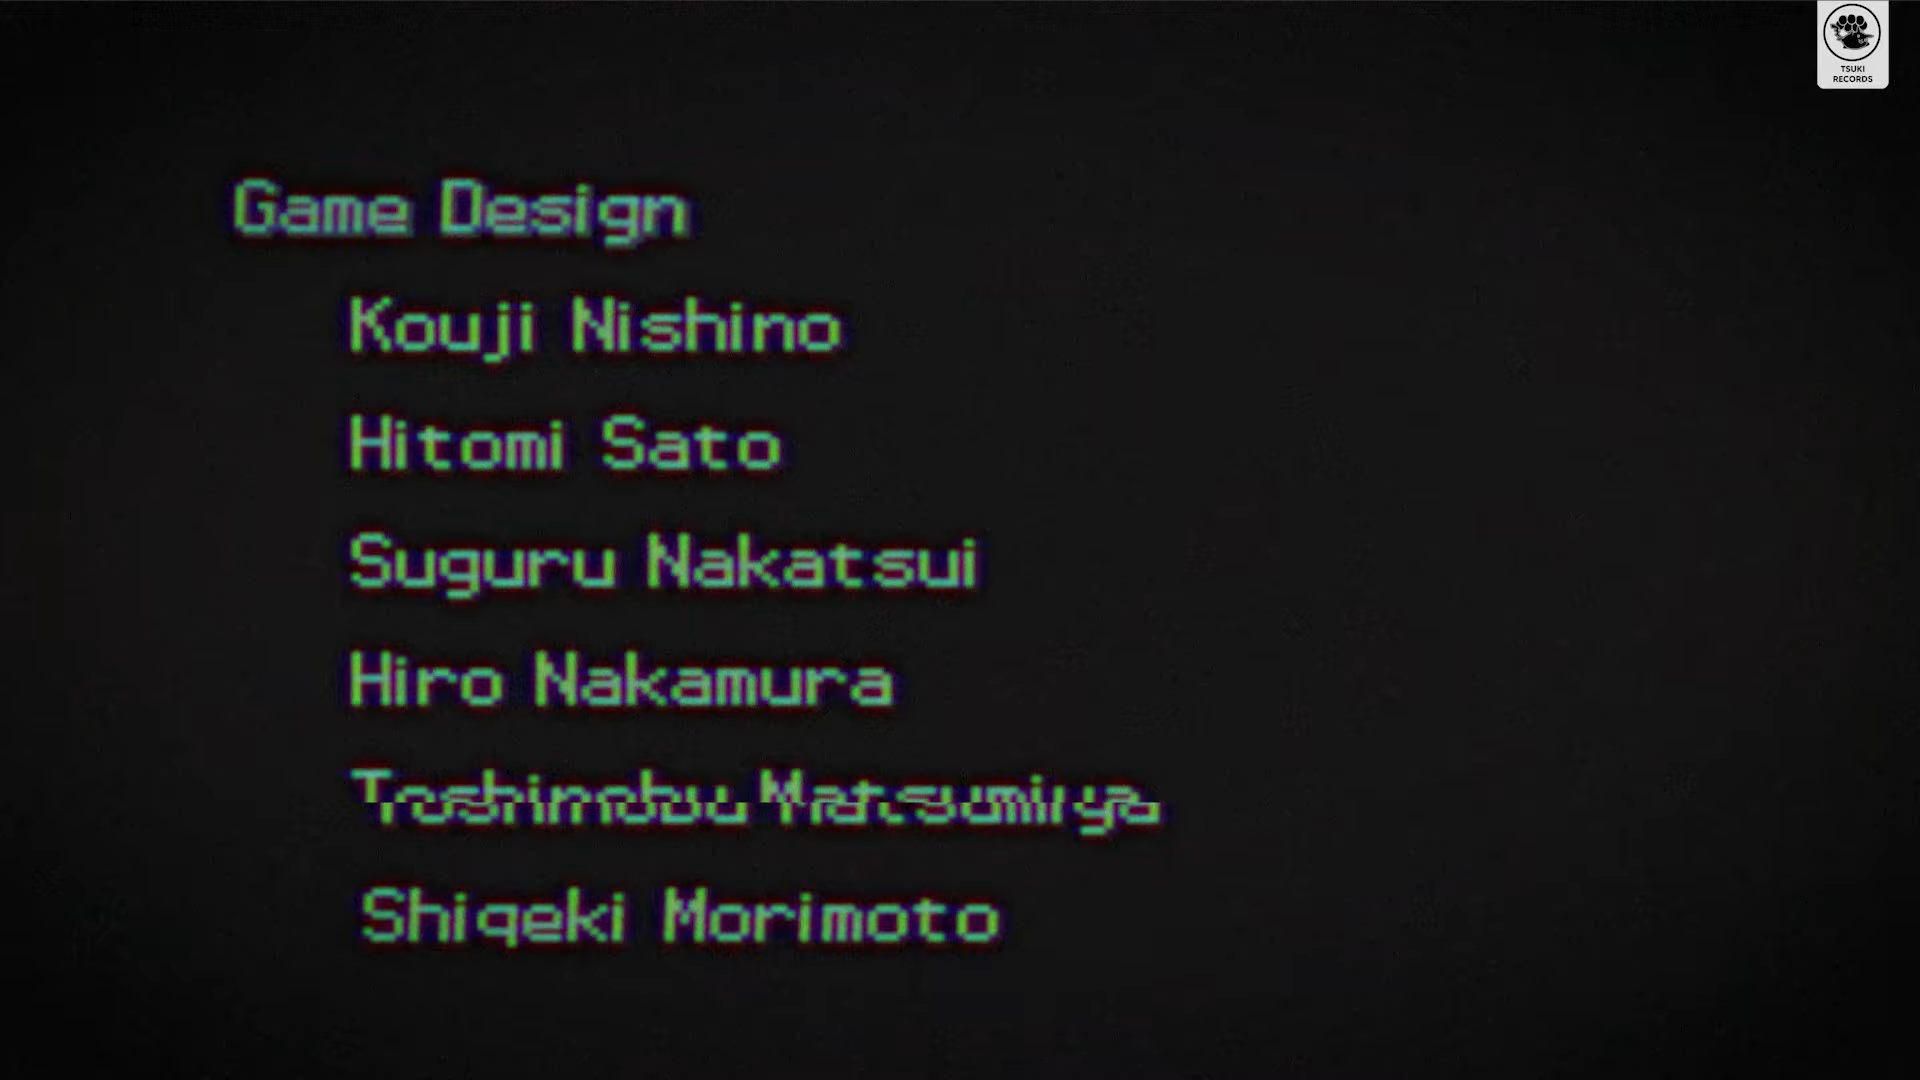 TSUKI
RECORDS
Game Design
Kouji Nishino
Hitomi Sato
Suguru Nakatsui
Hiro Nakamura
Toshinobu Matsumiya
Shigeki Morimoto